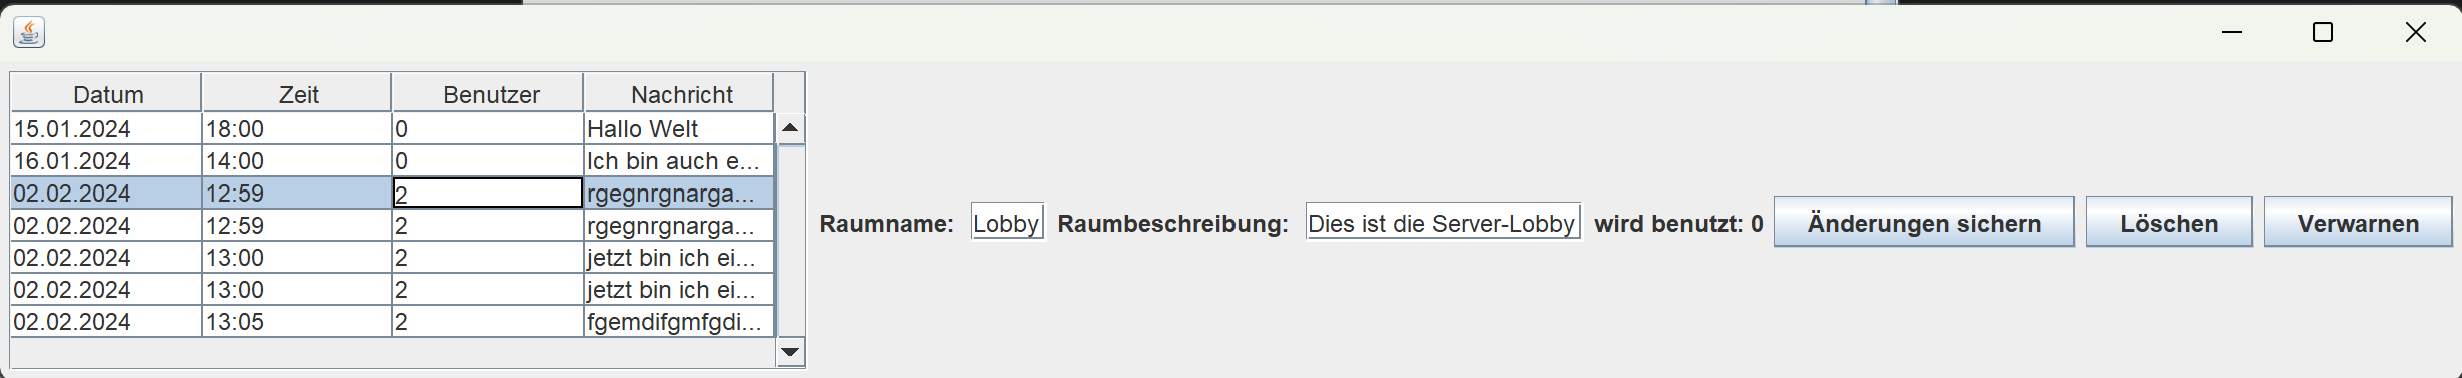 Datum Zeit Benutzer Nachricht
15.01.2024 18:00 0 Hallo Welt
16.01.2024 14:00 0 Ich bin auch e...
02.02.2024 12:59 2 rgegnrgnarga...
02.02.2024 12:59 2 rgegnrgnarga...
02.02.2024 13:00 2 jetzt bin ich ei...
02.02.2024 13:00 2 jetzt bin ich ei...
02.02.2024 13:05 2 fgemdifgmfgdi...
Raumname: Lobby Raumbeschreibung: Dies ist die Server-Lobby wird benutzt: 0 Änderungen sichern Löschen Verwarnen